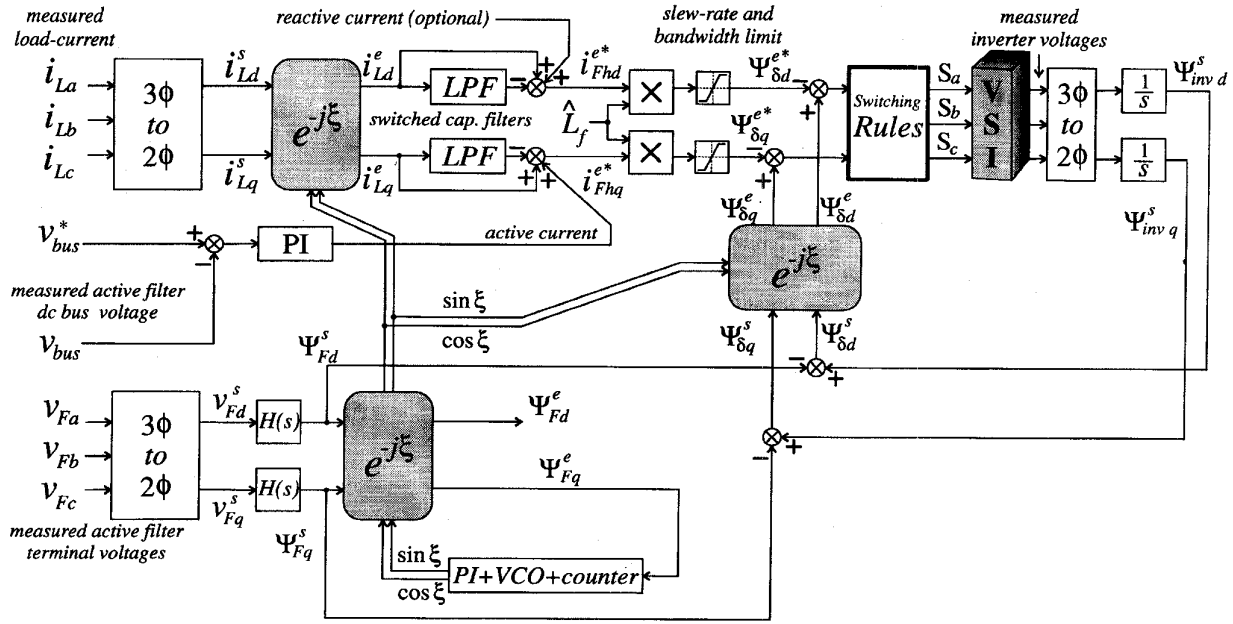 measured
load-current
i_La
i_Lb
i_Lc
3ϕ
to
2ϕ
i^s_Ld
i^s_Lq
e^-jξ
i^e_Ld
i^e_Lq
reactive current (optional)
LPF
switched cap. filters
LPF
− + +
− + +
i^e*_Fhd
L̂_f
i^e*_Fhq
×
×
slew-rate and
bandwidth limit
Ψ^e*_δd
Ψ^e*_δq
− +
− +
Switching
Rules
S_a
S_b
S_c
V
S
I
measured
inverter voltages
3ϕ
to
2ϕ
1/s
1/s
Ψ^s_inv d
Ψ^s_inv q
v*_bus
+
−
PI
active current
measured active filter
dc bus voltage
v_bus
Ψ^e_δq
Ψ^e_δd
e^-jξ
Ψ^s_δq
Ψ^s_δd
sin ξ
cos ξ
− +
− +
Ψ^s_Fd
v_Fa
v_Fb
v_Fc
3ϕ
to
2ϕ
v^s_Fd
v^s_Fq
H(s)
H(s)
e^-jξ
Ψ^e_Fd
Ψ^e_Fq
measured active filter
terminal voltages
Ψ^s_Fq
sin ξ
cos ξ
PI+VCO+counter